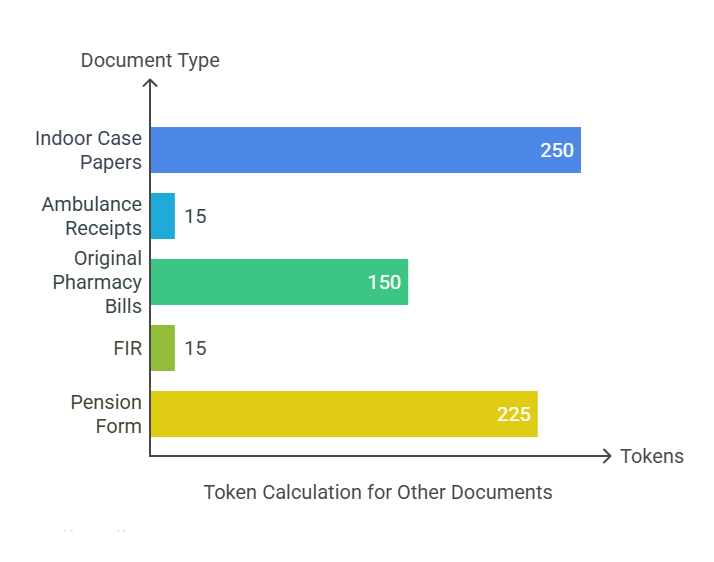 Document Type
Indoor Case
Papers
250
Ambulance
Receipts
15
Original
Pharmacy
Bills
150
FIR
15
Pension
Form
225
Tokens
Token Calculation for Other Documents